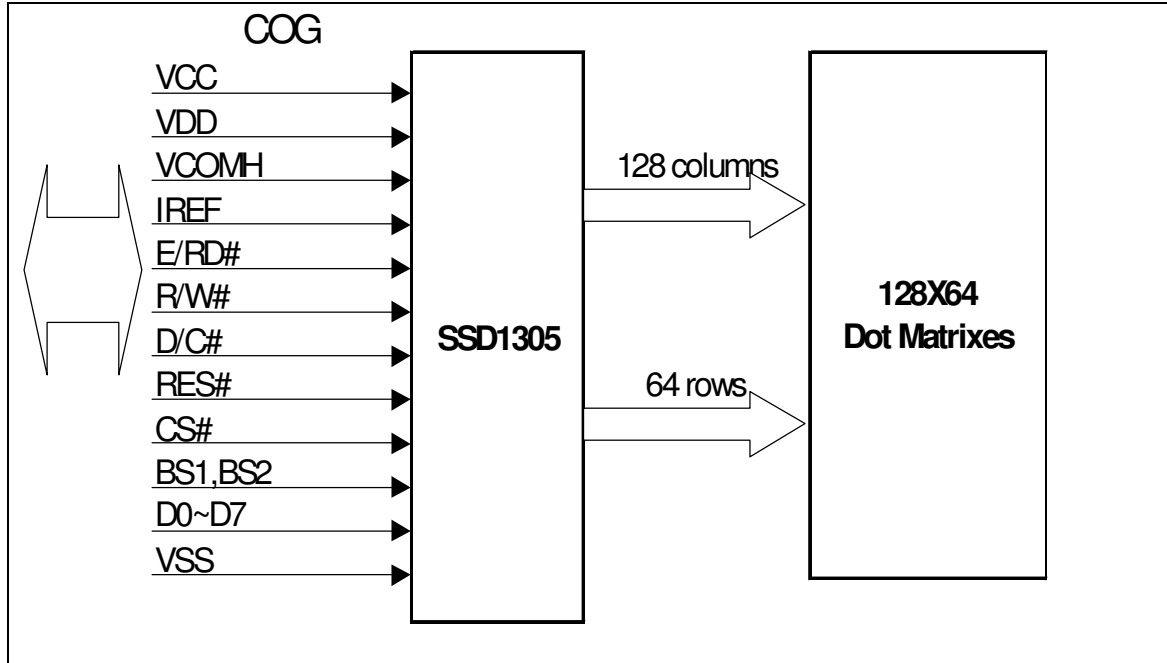 COG
VCC
VDD
VCOMH
IREF
E/RD#
R/W#
D/C#
RES#
CS#
BS1,BS2
D0~D7
VSS
SSD1305
128 columns
64 rows
128X64
Dot Matrixes